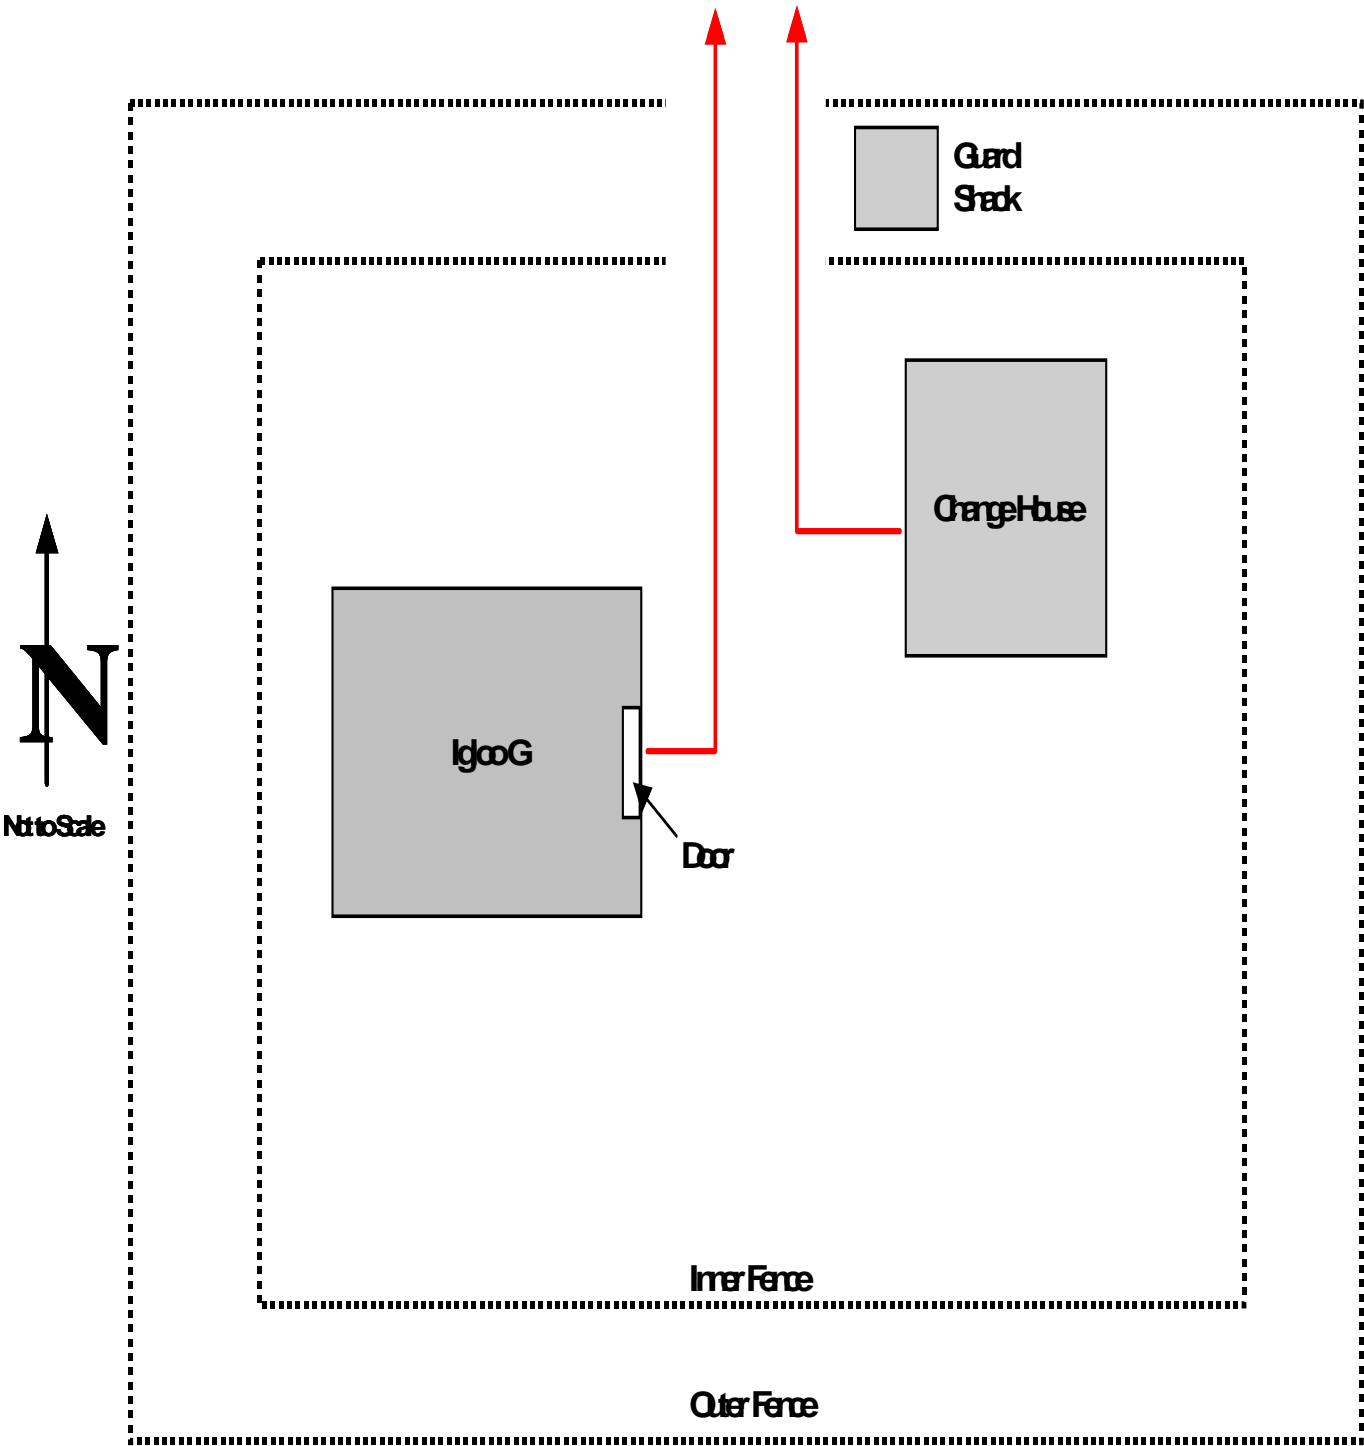 Guard
Shack
Change House
N
Igloo G
Not to Scale
Door
Inner Fence
Outer Fence